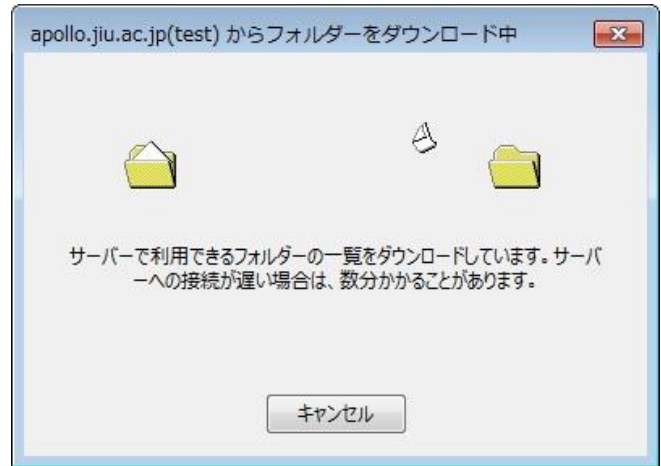 apollo.jiu.ac.jp(test) からフォルダーをダウンロード中
サーバーで利用できるフォルダーの一覧をダウンロードしています。サーバ
ーへの接続が遅い場合は、数分かかることがあります。
キャンセル